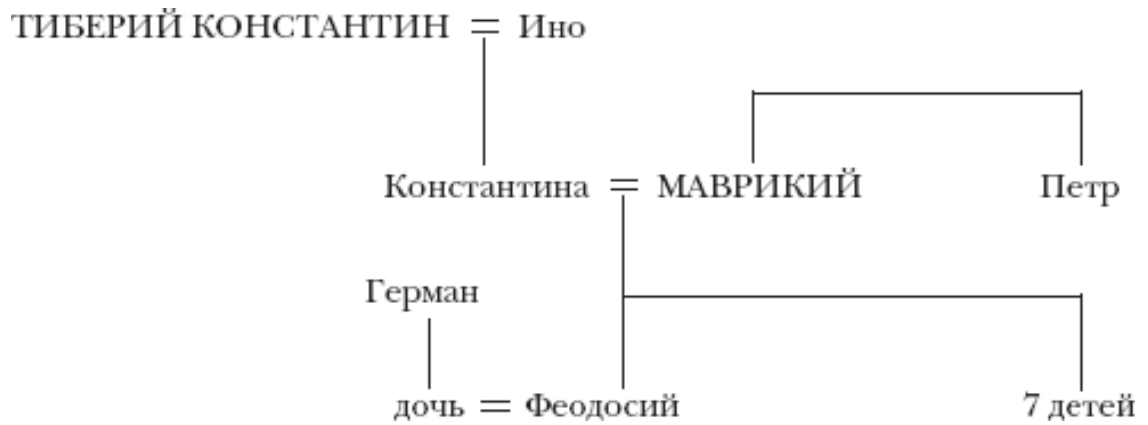 ТИБЕРИЙ КОНСТАНТИН = Ино
Константина = МАВРИКИЙ Петр
Герман
дочь = Феодосий 7 детей